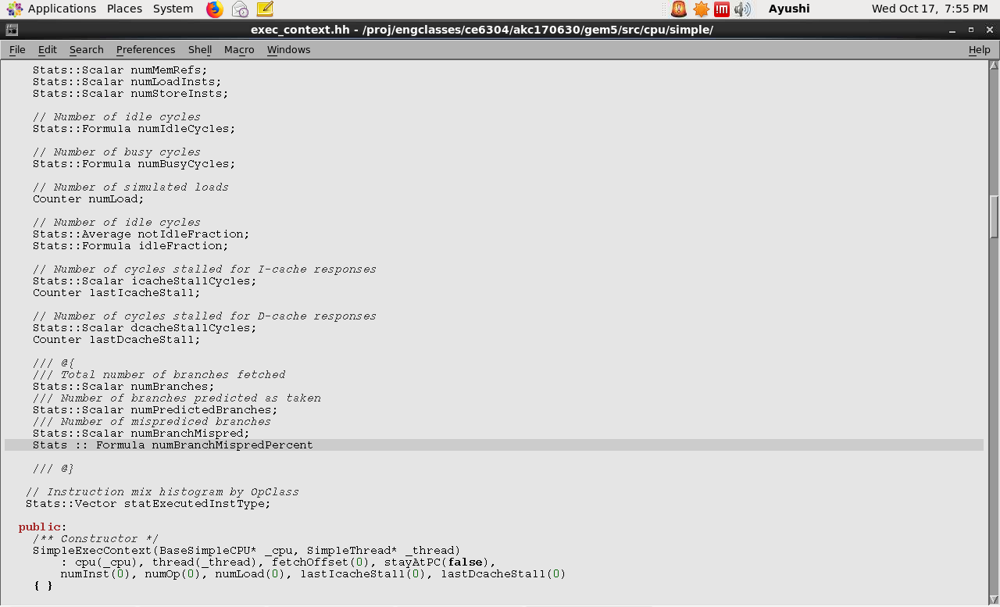 Applications Places System Ayushi Wed Oct 17, 7:55 PM
exec_context.hh - /proj/engclasses/ce6304/akc170630/gem5/src/cpu/simple/
File Edit Search Preferences Shell Macro Windows Help
Stats::Scalar numMemRefs;
Stats::Scalar numLoadInsts;
Stats::Scalar numStoreInsts;
// Number of idle cycles
Stats::Formula numIdleCycles;
// Number of busy cycles
Stats::Formula numBusyCycles;
// Number of simulated loads
Counter numLoad;
// Number of idle cycles
Stats::Average notIdleFraction;
Stats::Formula idleFraction;
// Number of cycles stalled for I-cache responses
Stats::Scalar icacheStallCycles;
Counter lastIcacheStall;
// Number of cycles stalled for D-cache responses
Stats::Scalar dcacheStallCycles;
Counter lastDcacheStall;
/// @{
/// Total number of branches fetched
Stats::Scalar numBranches;
/// Number of branches predicted as taken
Stats::Scalar numPredictedBranches;
/// Number of misprediced branches
Stats::Scalar numBranchMispred;
Stats :: Formula numBranchMispredPercent
/// @}
// Instruction mix histogram by OpClass
Stats::Vector statExecutedInstType;
public:
/** Constructor */
SimpleExecContext(BaseSimpleCPU* _cpu, SimpleThread* _thread)
: cpu(_cpu), thread(_thread), fetchOffset(0), stayAtPC(false),
numInst(0), numOp(0), numLoad(0), lastIcacheStall(0), lastDcacheStall(0)
{ }